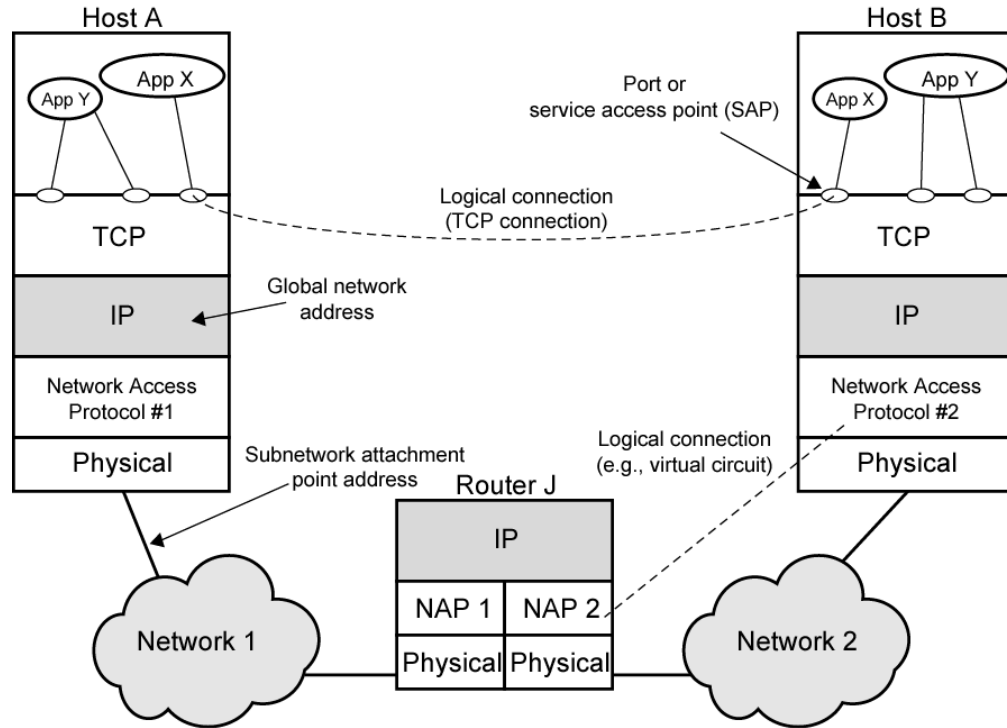 Host A
Host B
App Y
App X
Port or
service access point (SAP)
App X
App Y
Logical connection
(TCP connection)
TCP
TCP
Global network
address
IP
IP
Network Access
Protocol #1
Network Access
Protocol #2
Subnetwork attachment
point address
Logical connection
(e.g., virtual circuit)
Physical
Physical
Router J
IP
NAP 1
NAP 2
Physical
Physical
Network 1
Network 2